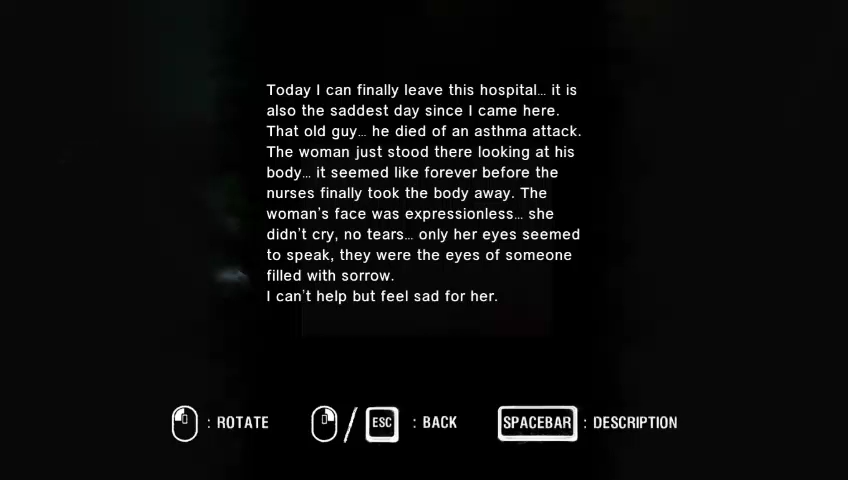 Today I can finally leave this hospital... it is
also the saddest day since I came here.
That old guy... he died of an asthma attack.
The woman just stood there looking at his
body... it seemed like forever before the
nurses finally took the body away. The
woman's face was expressionless... she
didn't cry, no tears... only her eyes seemed
to speak, they were the eyes of someone
filled with sorrow.
I can't help but feel sad for her.
: ROTATE / ESC : BACK SPACEBAR : DESCRIPTION